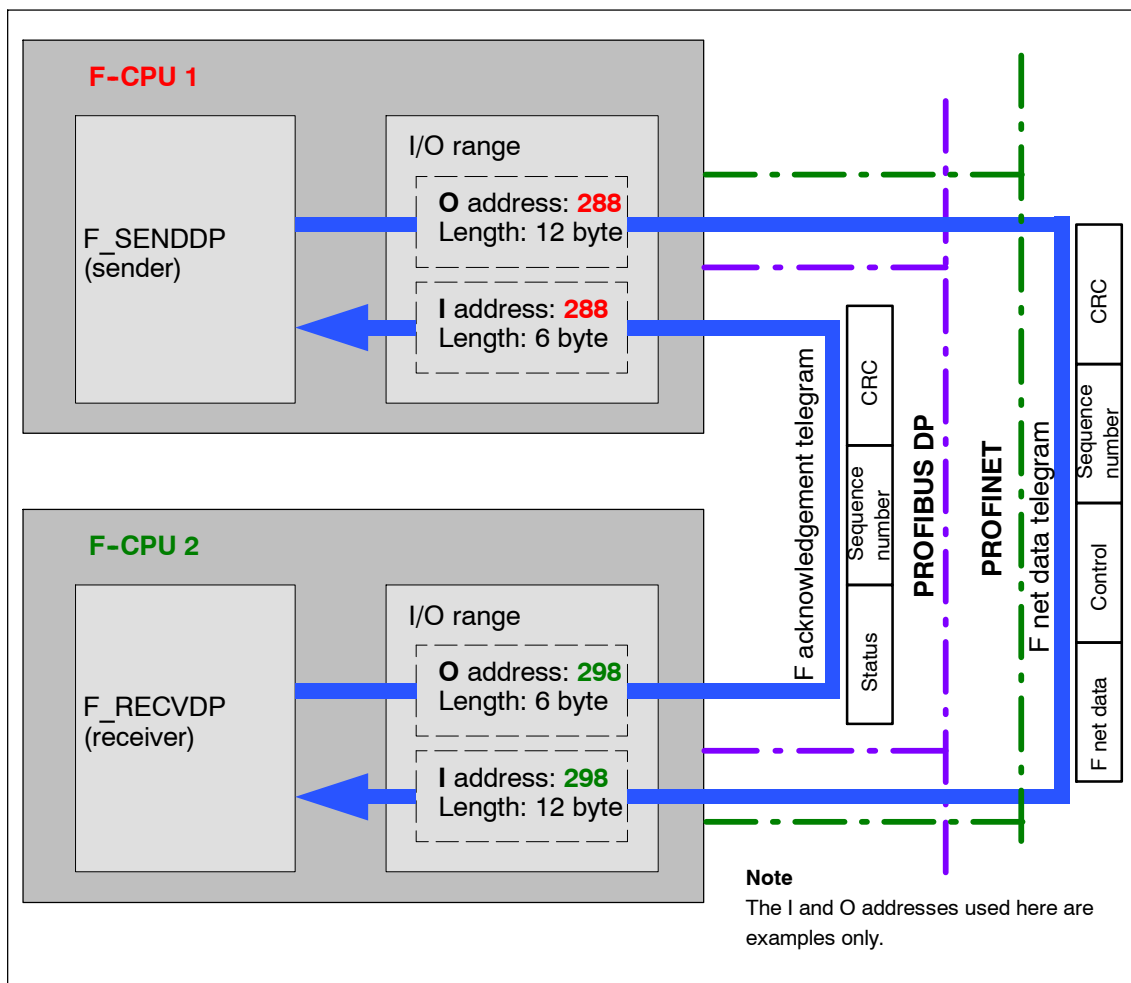 F-CPU 1
F_SENDDP
(sender)
I/O range
O address: 288
Length: 12 byte
I address: 288
Length: 6 byte
F-CPU 2
F_RECVDP
(receiver)
I/O range
O address: 298
Length: 6 byte
I address: 298
Length: 12 byte
F acknowledgement telegram
CRC
Sequence
number
Status
PROFIBUS DP
PROFINET
F net data telegram
CRC
Sequence
number
Control
F net data
Note
The I and O addresses used here are
examples only.